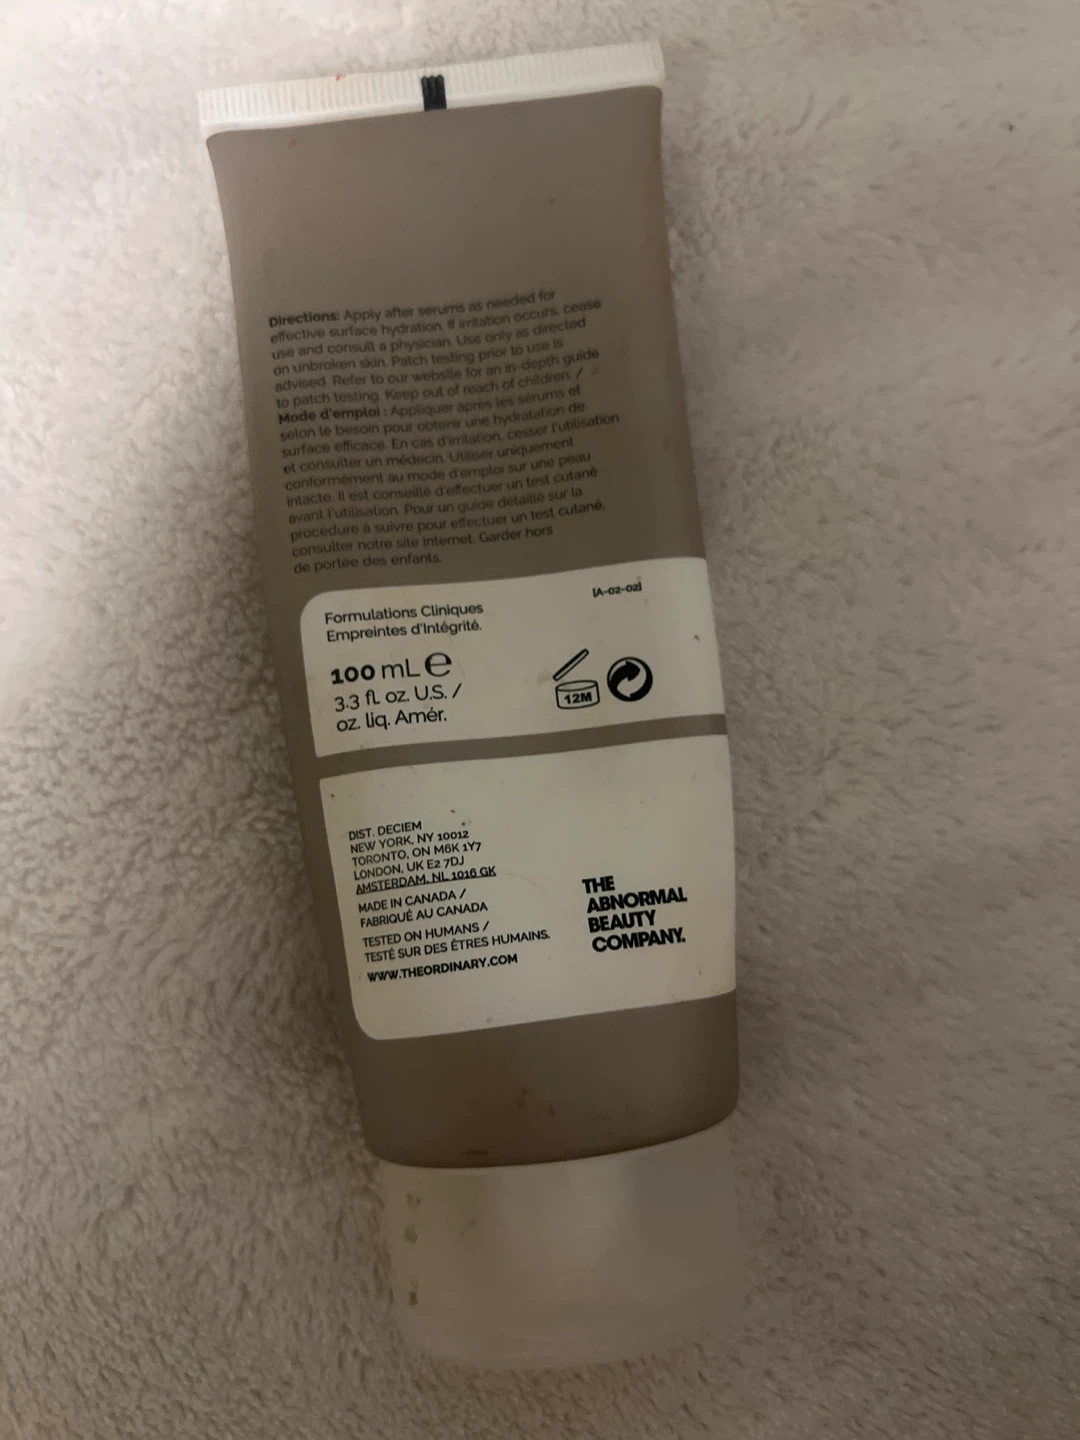 Directions: Apply after serums as needed for
effective surface hydration. If irritation occurs, cease
use and consult a physician. Use only as directed
on unbroken skin. Patch testing prior to use is
advised. Refer to our website for an in-depth guide
to patch testing. Keep out of reach of children. /
Mode d'emploi : Appliquer après les sérums et
selon le besoin pour obtenir une hydratation de
surface efficace. En cas d'irritation, cesser l'utilisation
et consulter un médecin. Utiliser uniquement
conformément au mode d'emploi sur une peau
intacte. Il est conseillé d'effectuer un test cutané
avant l'utilisation. Pour un guide détaillé sur la
procédure à suivre pour effectuer un test cutané,
consulter notre site Internet. Garder hors
de portée des enfants.
[A-02-02]
Formulations Cliniques
Empreintes d'Intégrité.
100 mL e
3.3 fl oz. U.S. /
oz. liq. Amér.
12M
DIST. DECIEM
NEW YORK, NY 10012
TORONTO, ON M6K 1Y7
LONDON, UK E2 7DJ
AMSTERDAM, NL 1016 GK
MADE IN CANADA /
FABRIQUÉ AU CANADA
TESTED ON HUMANS /
TESTÉ SUR DES ÊTRES HUMAINS.
WWW.THEORDINARY.COM
THE
ABNORMAL
BEAUTY
COMPANY.